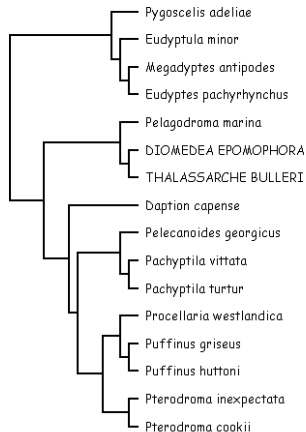 Pygoscelis adeliae
Eudyptula minor
Megadyptes antipodes
Eudyptes pachyrhynchus
Pelagodroma marina
DIOMEDEA EPOMOPHORA
THALASSARCHE BULLERI
Daption capense
Pelecanoides georgicus
Pachyptila vittata
Pachyptila turtur
Procellaria westlandica
Puffinus griseus
Puffinus huttoni
Pterodroma inexpectata
Pterodroma cookii